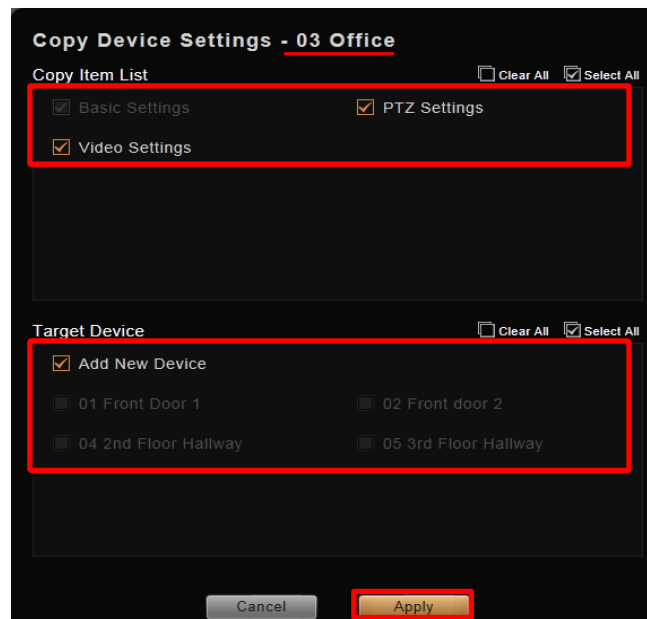 Copy Device Settings - 03 Office
Copy Item List Clear All Select All
Basic Settings PTZ Settings
Video Settings
Target Device Clear All Select All
Add New Device
01 Front Door 1 02 Front door 2
04 2nd Floor Hallway 05 3rd Floor Hallway
Cancel Apply